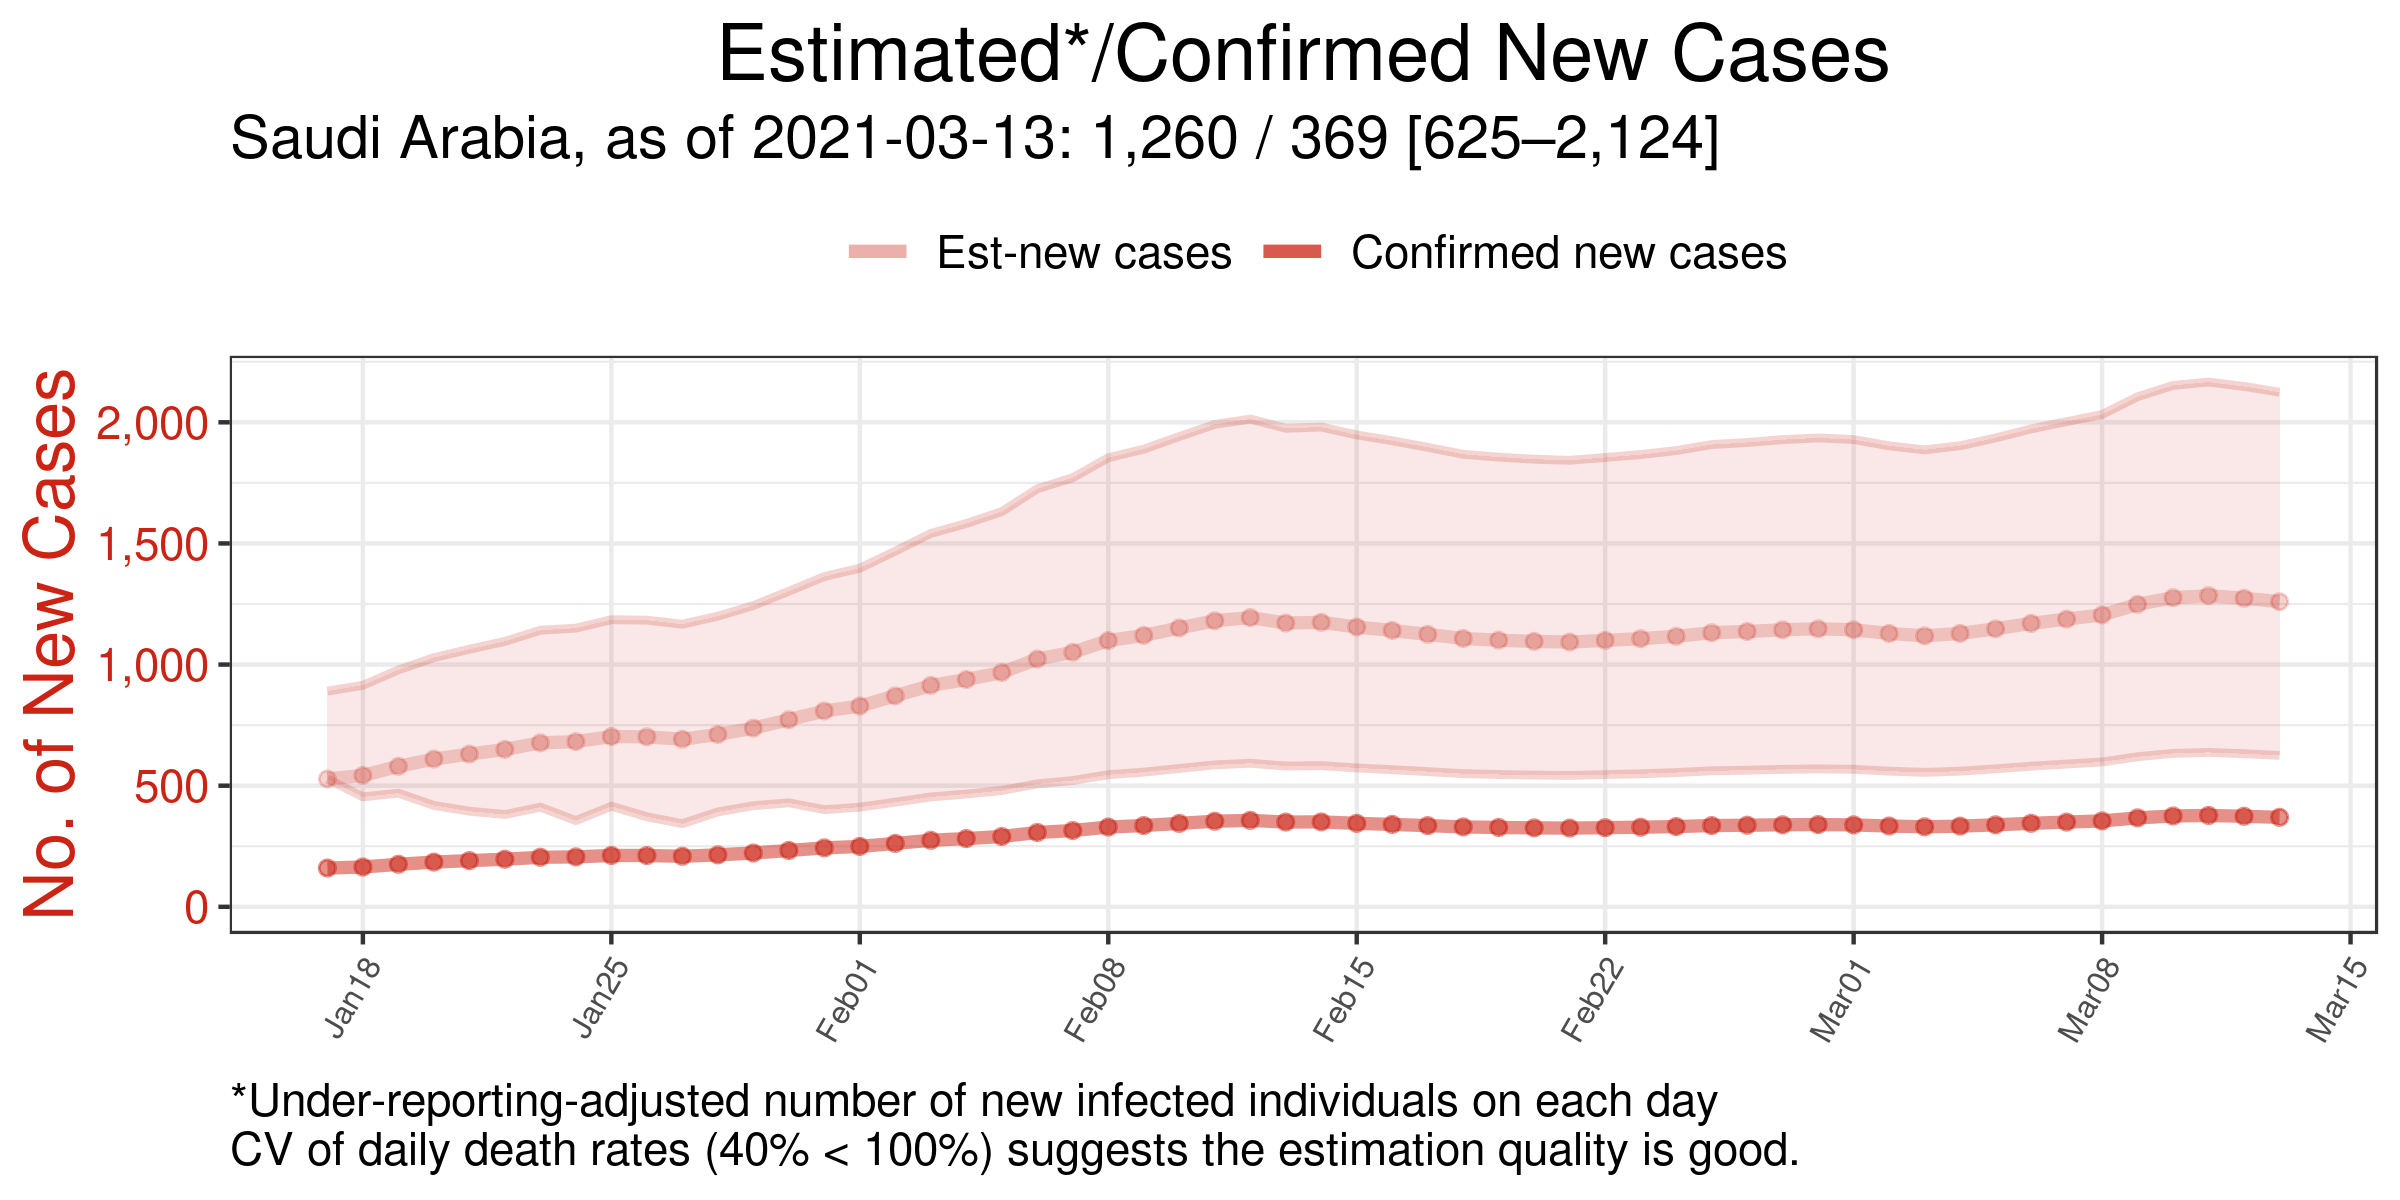 Estimated*/Confirmed New Cases
Saudi Arabia, as of 2021-03-13: 1,260 / 369 [625–2,124]
Est-new cases
Confirmed new cases
No. of New Cases
2,000
1,500
1,000
500
0
Jan18
Jan25
Feb01
Feb08
Feb15
Feb22
Mar01
Mar08
Mar15
*Under-reporting-adjusted number of new infected individuals on each day
CV of daily death rates (40% < 100%) suggests the estimation quality is good.